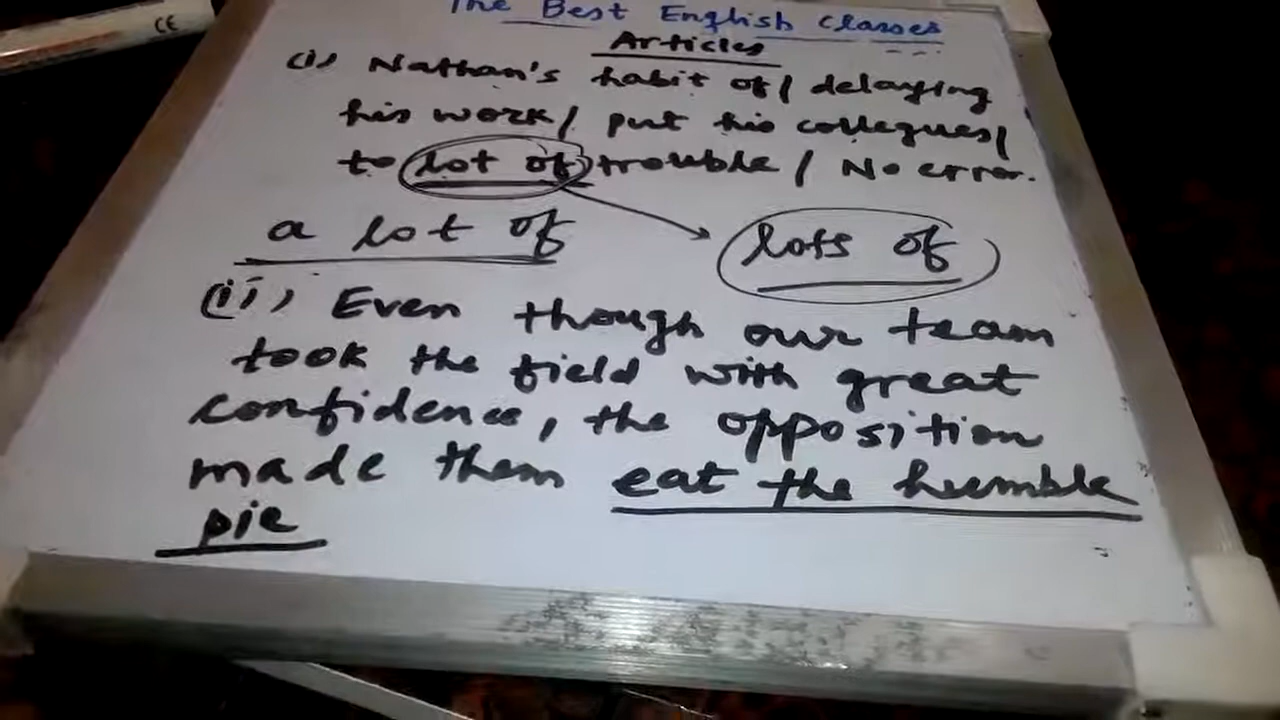 The Best English Classes
Articles
(i) Nathan's habit of / delaying
his work / put his collegues /
to lot of trouble / No error.
a lot of
lots of
(ii) Even though our team
took the field with great
confidence, the opposition
made them eat the humble
pie
CE